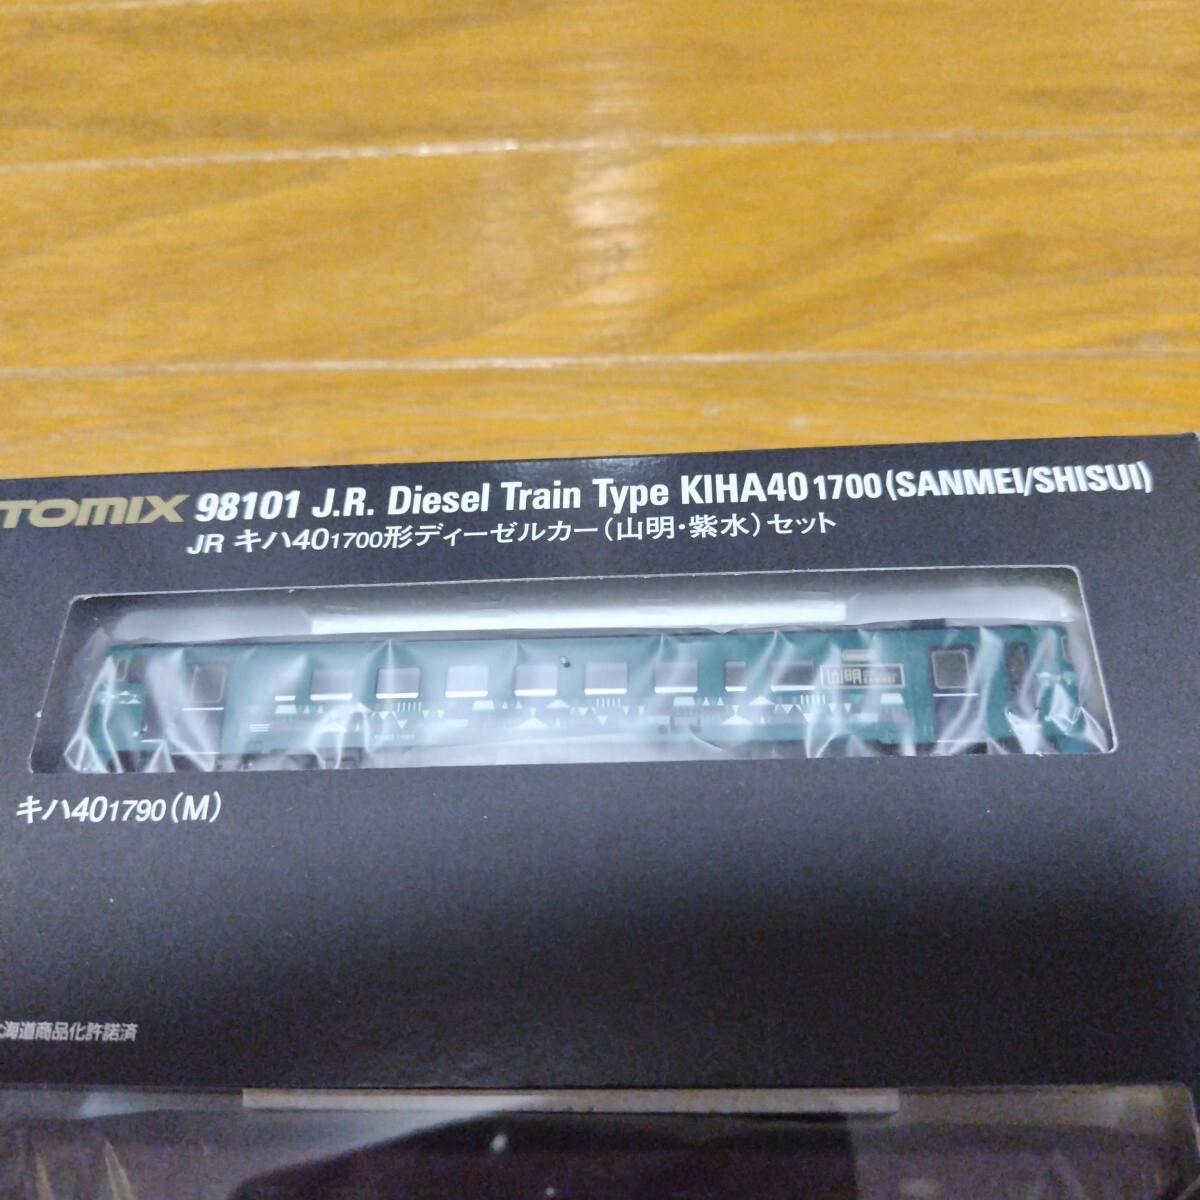 TOMIX 98101 J.R. Diesel Train Type KIHA40 1700 (SANMEI/SHISUI)
JR キハ40 1700形ディーゼルカー（山明・紫水）セット
山明
キハ40 1790（M）
海道商品化許諾済